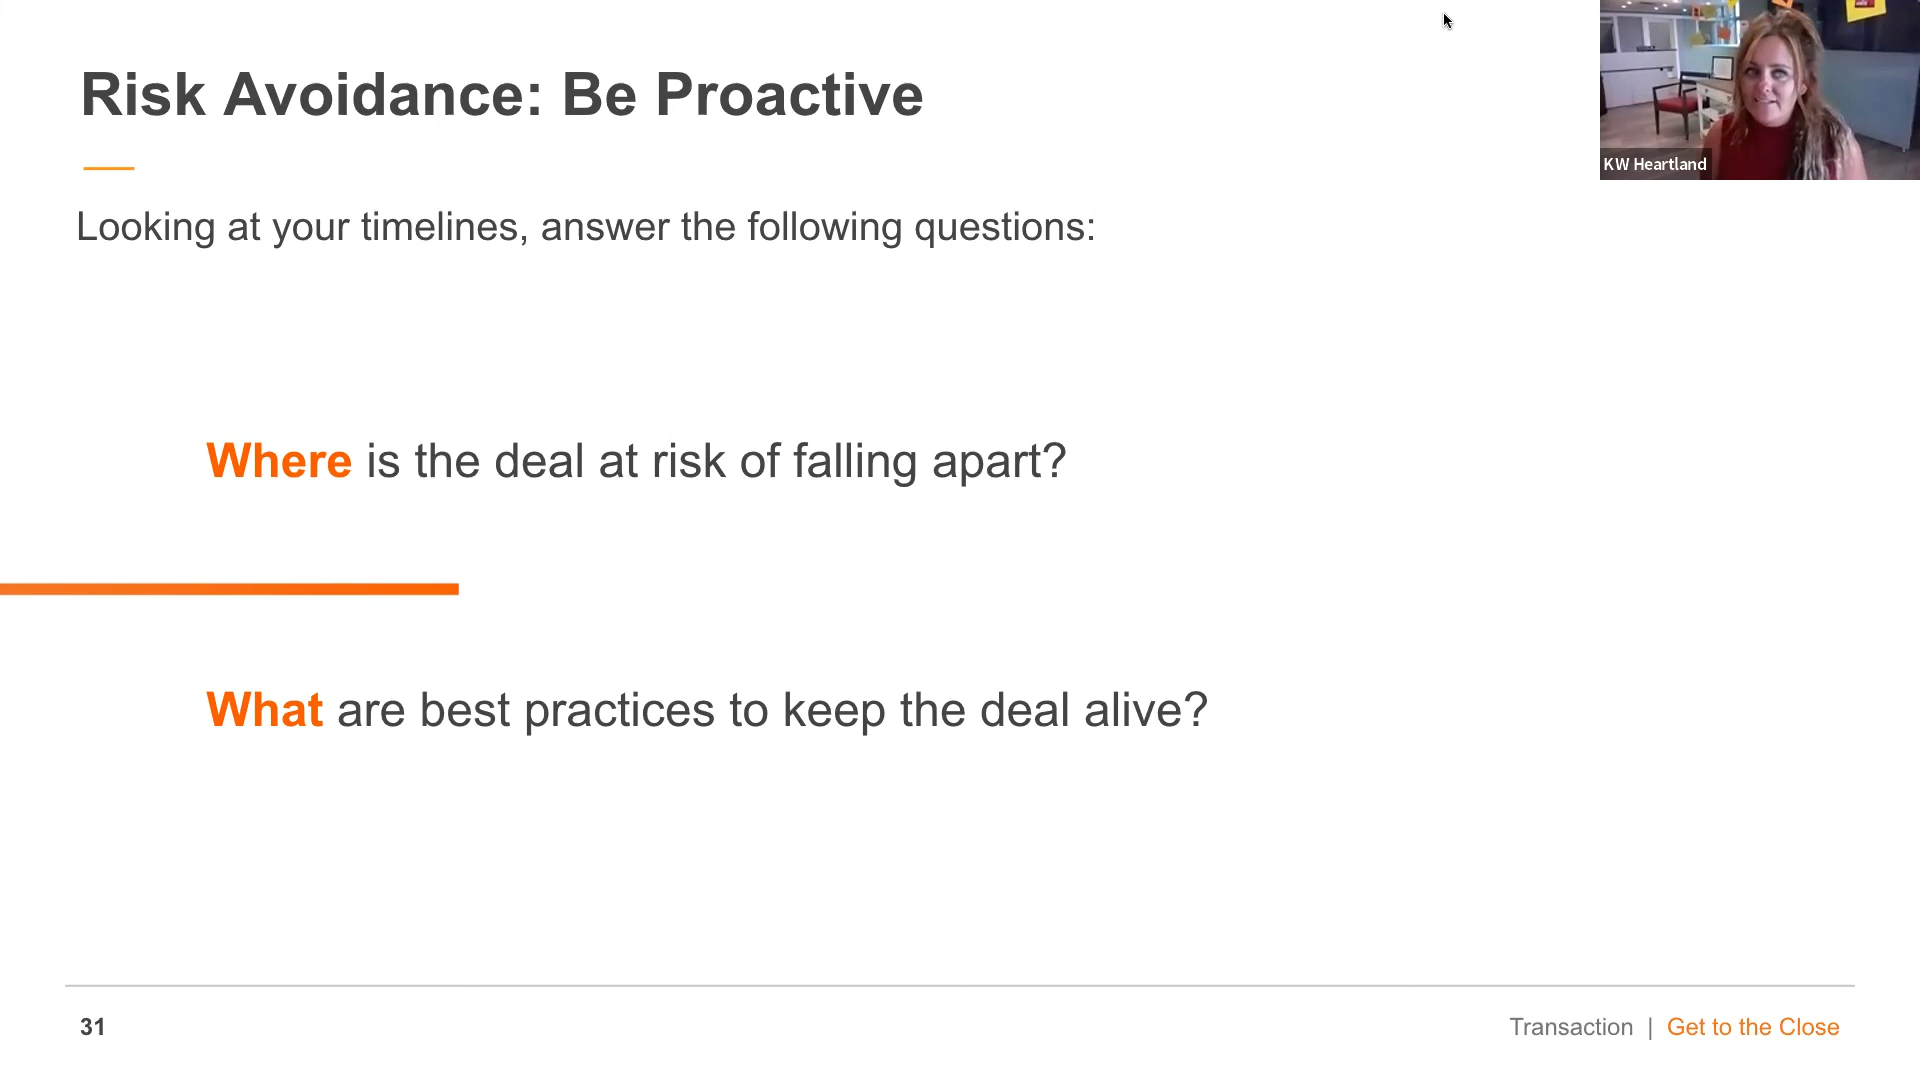 Risk Avoidance: Be Proactive
KW Heartland
Looking at your timelines, answer the following questions:
Where is the deal at risk of falling apart?
What are best practices to keep the deal alive?
31
Transaction | Get to the Close